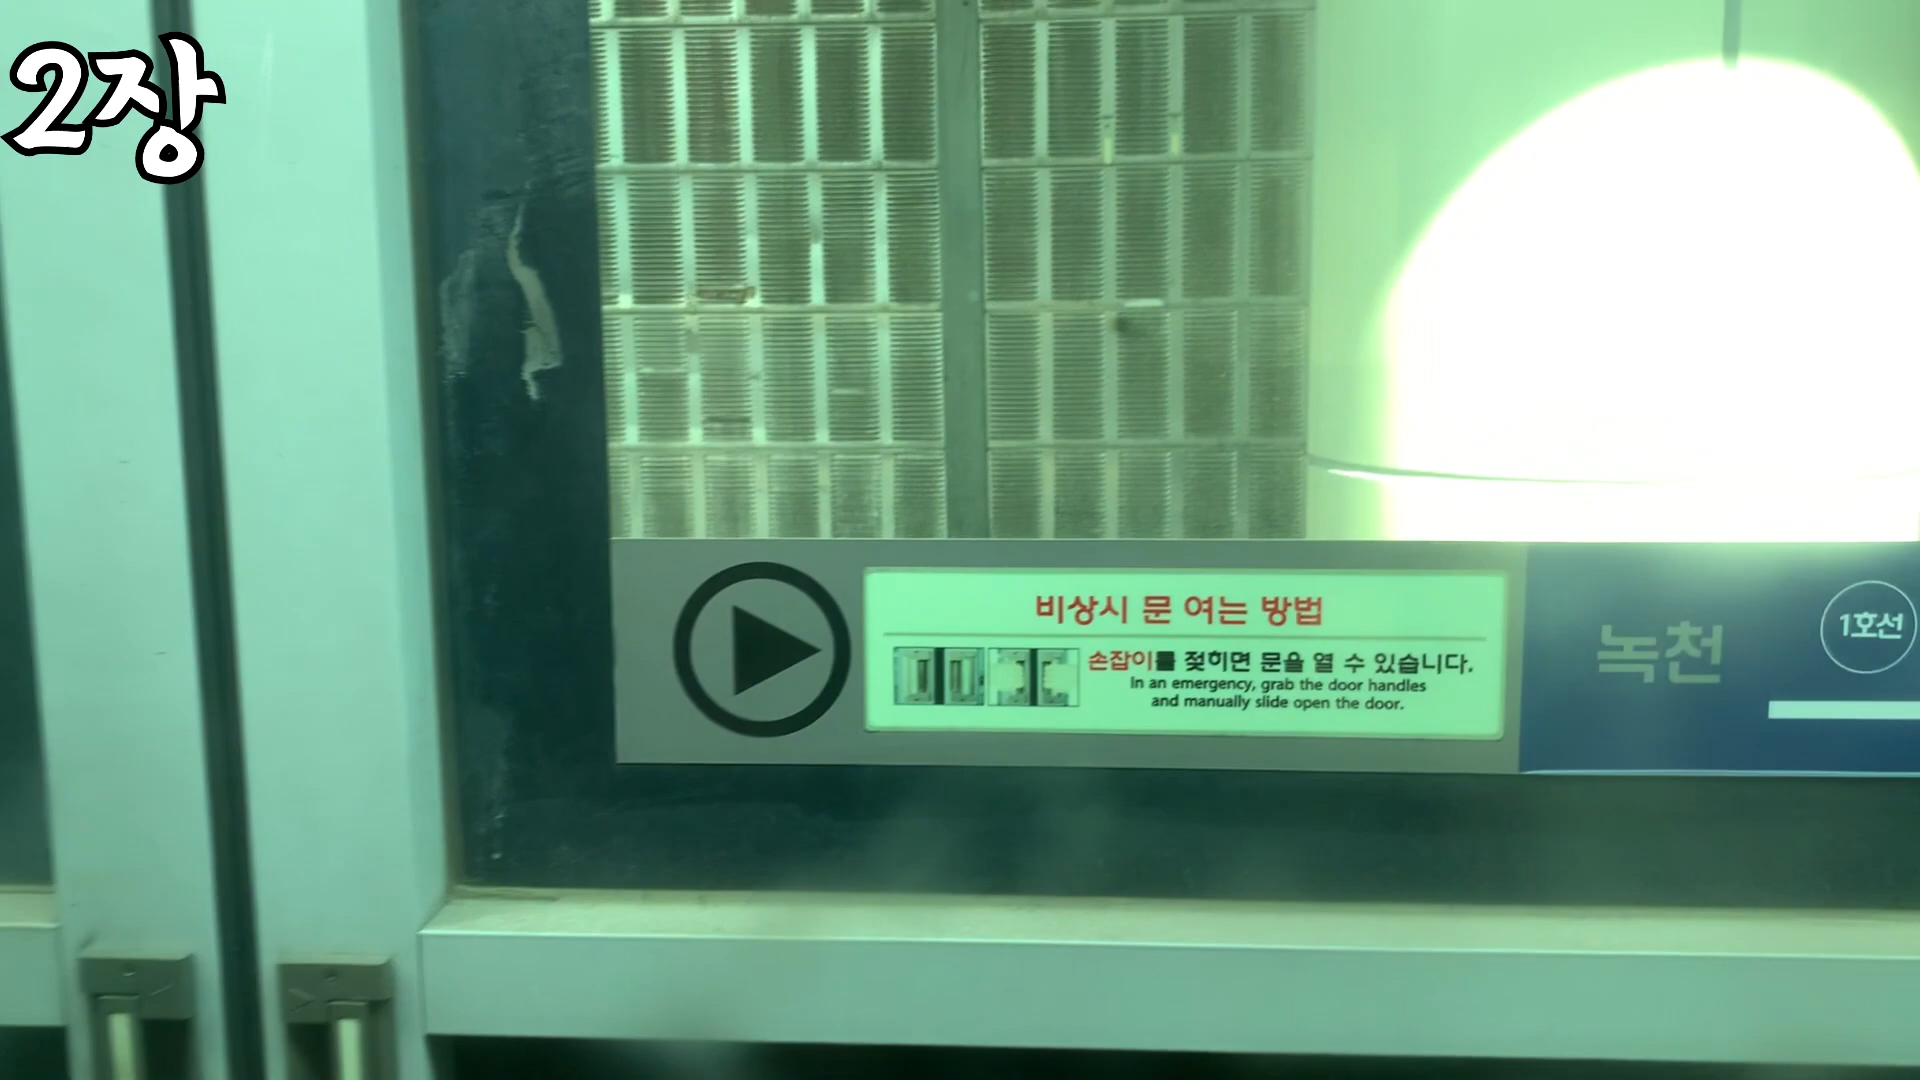 2장
비상시 문 여는 방법
손잡이를 젖히면 문을 열 수 있습니다.
In an emergency, grab the door handles
and manually slide open the door.
녹천
1호선